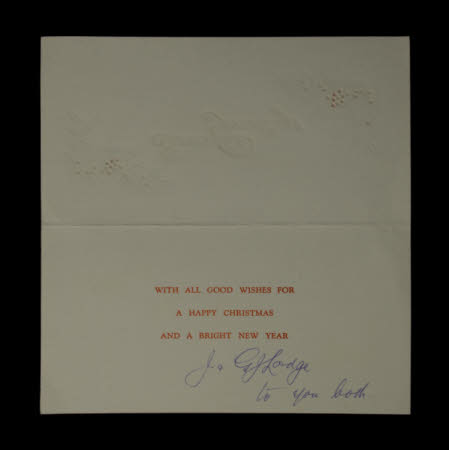 WITH ALL GOOD WISHES FOR
A HAPPY CHRISTMAS
AND A BRIGHT NEW YEAR
to you both